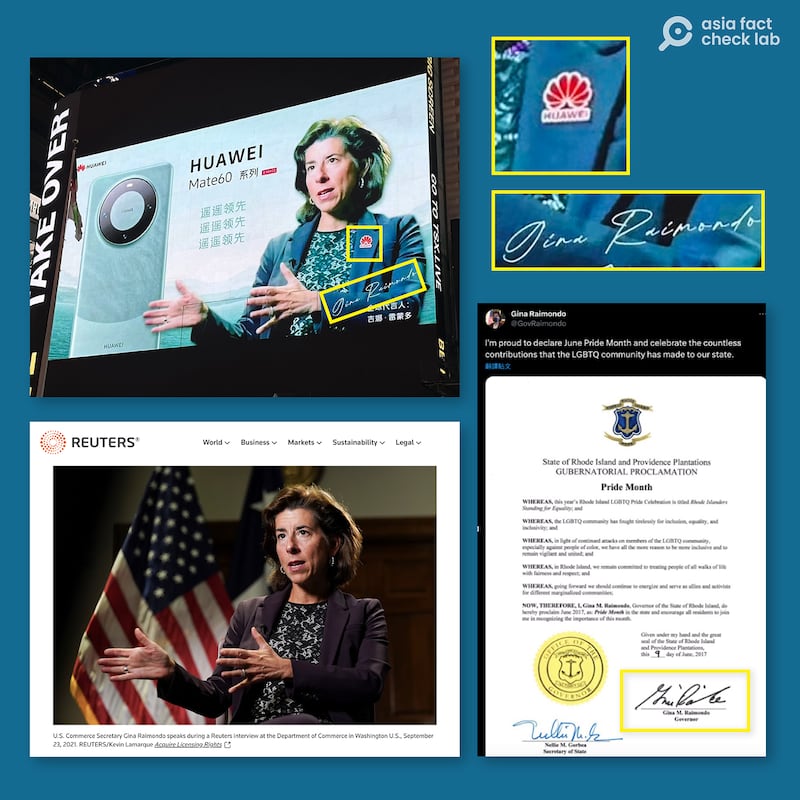 asia fact
check lab
TAKE OVER
GO TO TSX.LIVE
HUAWEI
HUAWEI
Mate60 系列
遥遥领先
遥遥领先
遥遥领先
HUAWEI
Gina Raimondo
代言人：
吉娜·雷蒙多
HUAWEI
Gina Raimondo
REUTERS®
World
Business
Markets
Sustainability
Legal
U.S. Commerce Secretary Gina Raimondo speaks during a Reuters interview at the Department of Commerce in Washington U.S., September
23, 2021. REUTERS/Kevin Lamarque Acquire Licensing Rights
Gina Raimondo
@GovRaimondo
I'm proud to declare June Pride Month and celebrate the countless
contributions that the LGBTQ community has made to our state.
翻譯貼文
State of Rhode Island and Providence Plantations
GUBERNATORIAL PROCLAMATION
Pride Month
WHEREAS, this year's Rhode Island LGBTQ Pride Celebration is titled Rhode Islanders
Standing for Equality; and
WHEREAS, the LGBTQ community has fought tirelessly for inclusion, equality, and
inclusivity; and
WHEREAS, in light of continued attacks on members of the LGBTQ community,
especially against people of color, we have all the more reason to be more inclusive and to
remain vigilant and united; and
WHEREAS, in Rhode Island, we remain committed to treating people of all walks of life
with fairness and respect; and
WHEREAS, going forward we should continue to energize and serve as allies and activists
for different marginalized communities;
NOW, THEREFORE, I, Gina M. Raimondo, Governor of the State of Rhode Island, do
hereby proclaim June 2017, as: Pride Month in the state and encourage all residents to join
me in recognizing the importance of this month.
Given under my hand and the great
seal of the State of Rhode Island
and Providence Plantations,
this 9 day of June, 2017
OFFICE OF THE
GOVERNOR
Gina M. Raimondo
Governor
Nellie M. Gorbea
Secretary of State